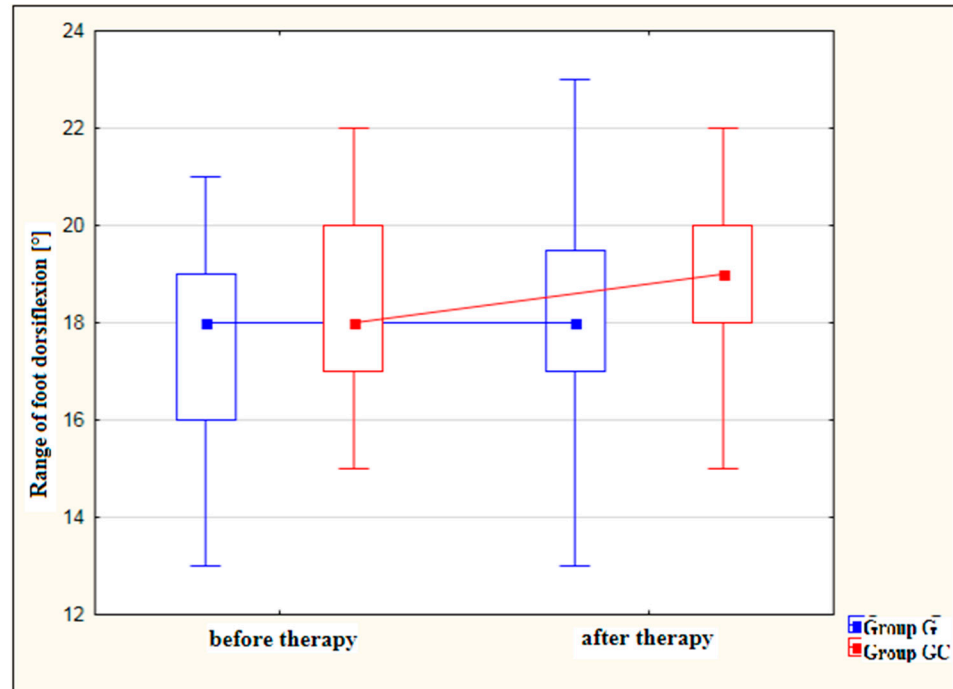 24
22
20
18
16
14
12
Range of foot dorsiflexion [°]
before therapy
after therapy
Group G
Group GC